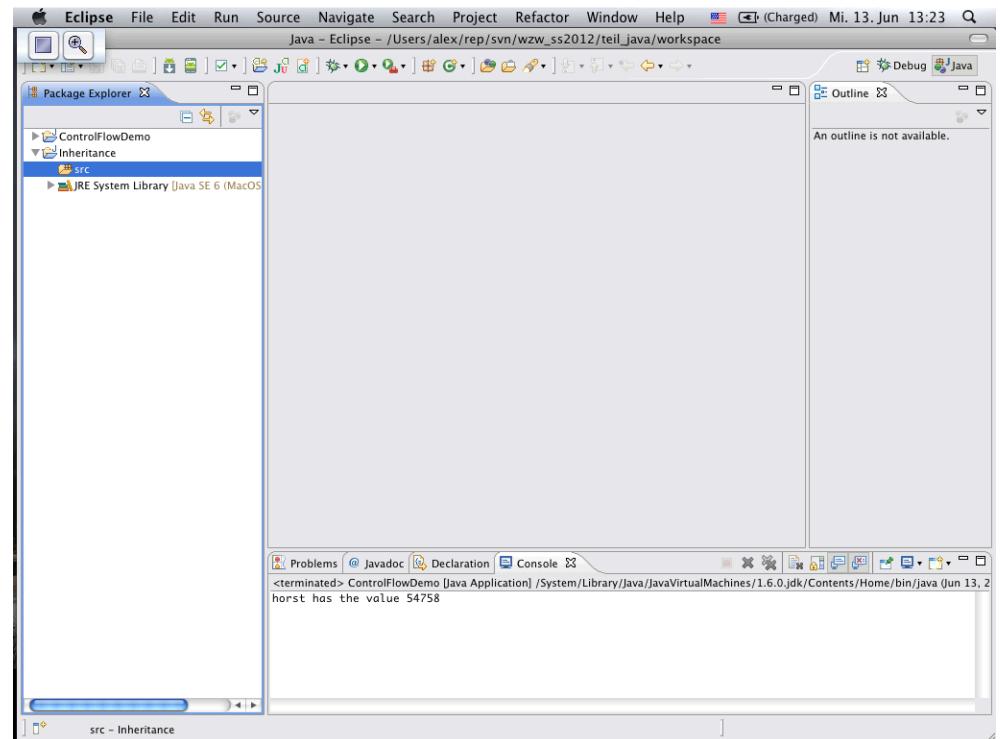 Eclipse File Edit Run Source Navigate Search Project Refactor Window Help (Charged) Mi. 13. Jun 13:23
Java – Eclipse – /Users/alex/rep/svn/wzw_ss2012/teil_java/workspace
Debug Java
Package Explorer
ControlFlowDemo
Inheritance
src
JRE System Library [Java SE 6 (MacOS
Outline
An outline is not available.
Problems @ Javadoc Declaration Console
<terminated> ControlFlowDemo [Java Application] /System/Library/Java/JavaVirtualMachines/1.6.0.jdk/Contents/Home/bin/java (Jun 13, 2
horst has the value 54758
src – Inheritance